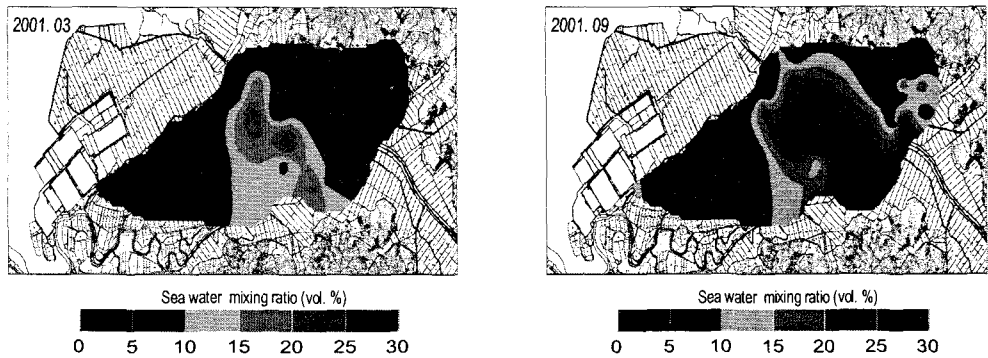 2001. 03
2001. 09
Sea water mixing ratio (vol. %)
Sea water mixing ratio (vol. %)
0 5 10 15 20 25 30
0 5 10 15 20 25 30